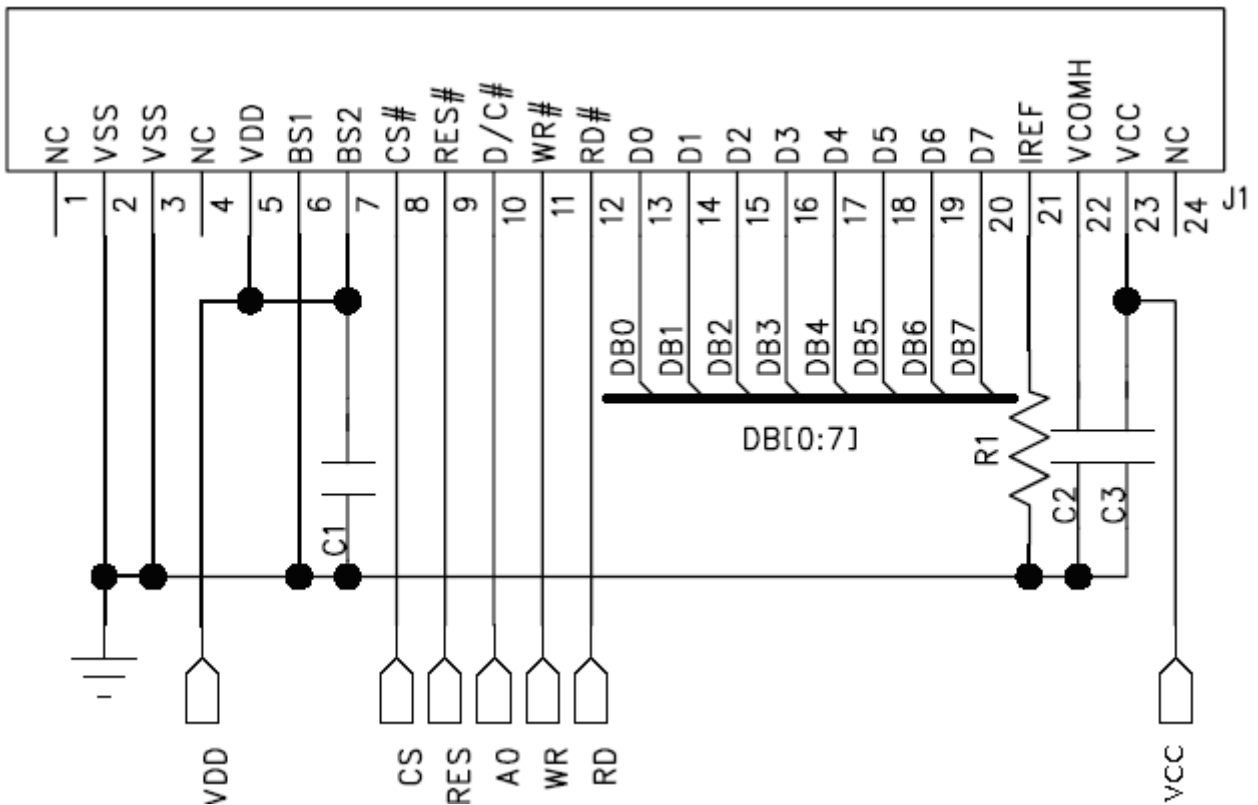 NC
VSS
VSS
NC
VDD
BS1
BS2
CS#
RES#
D/C#
WR#
RD#
D0
D1
D2
D3
D4
D5
D6
D7
IREF
VCOMH
VCC
NC
1
2
3
4
5
6
7
8
9
10
11
12
13
14
15
16
17
18
19
20
21
22
23
24
J1
DB0
DB1
DB2
DB3
DB4
DB5
DB6
DB7
DB[0:7]
R1
C1
C2
C3
VDD
CS
RES
A0
WR
RD
VCC